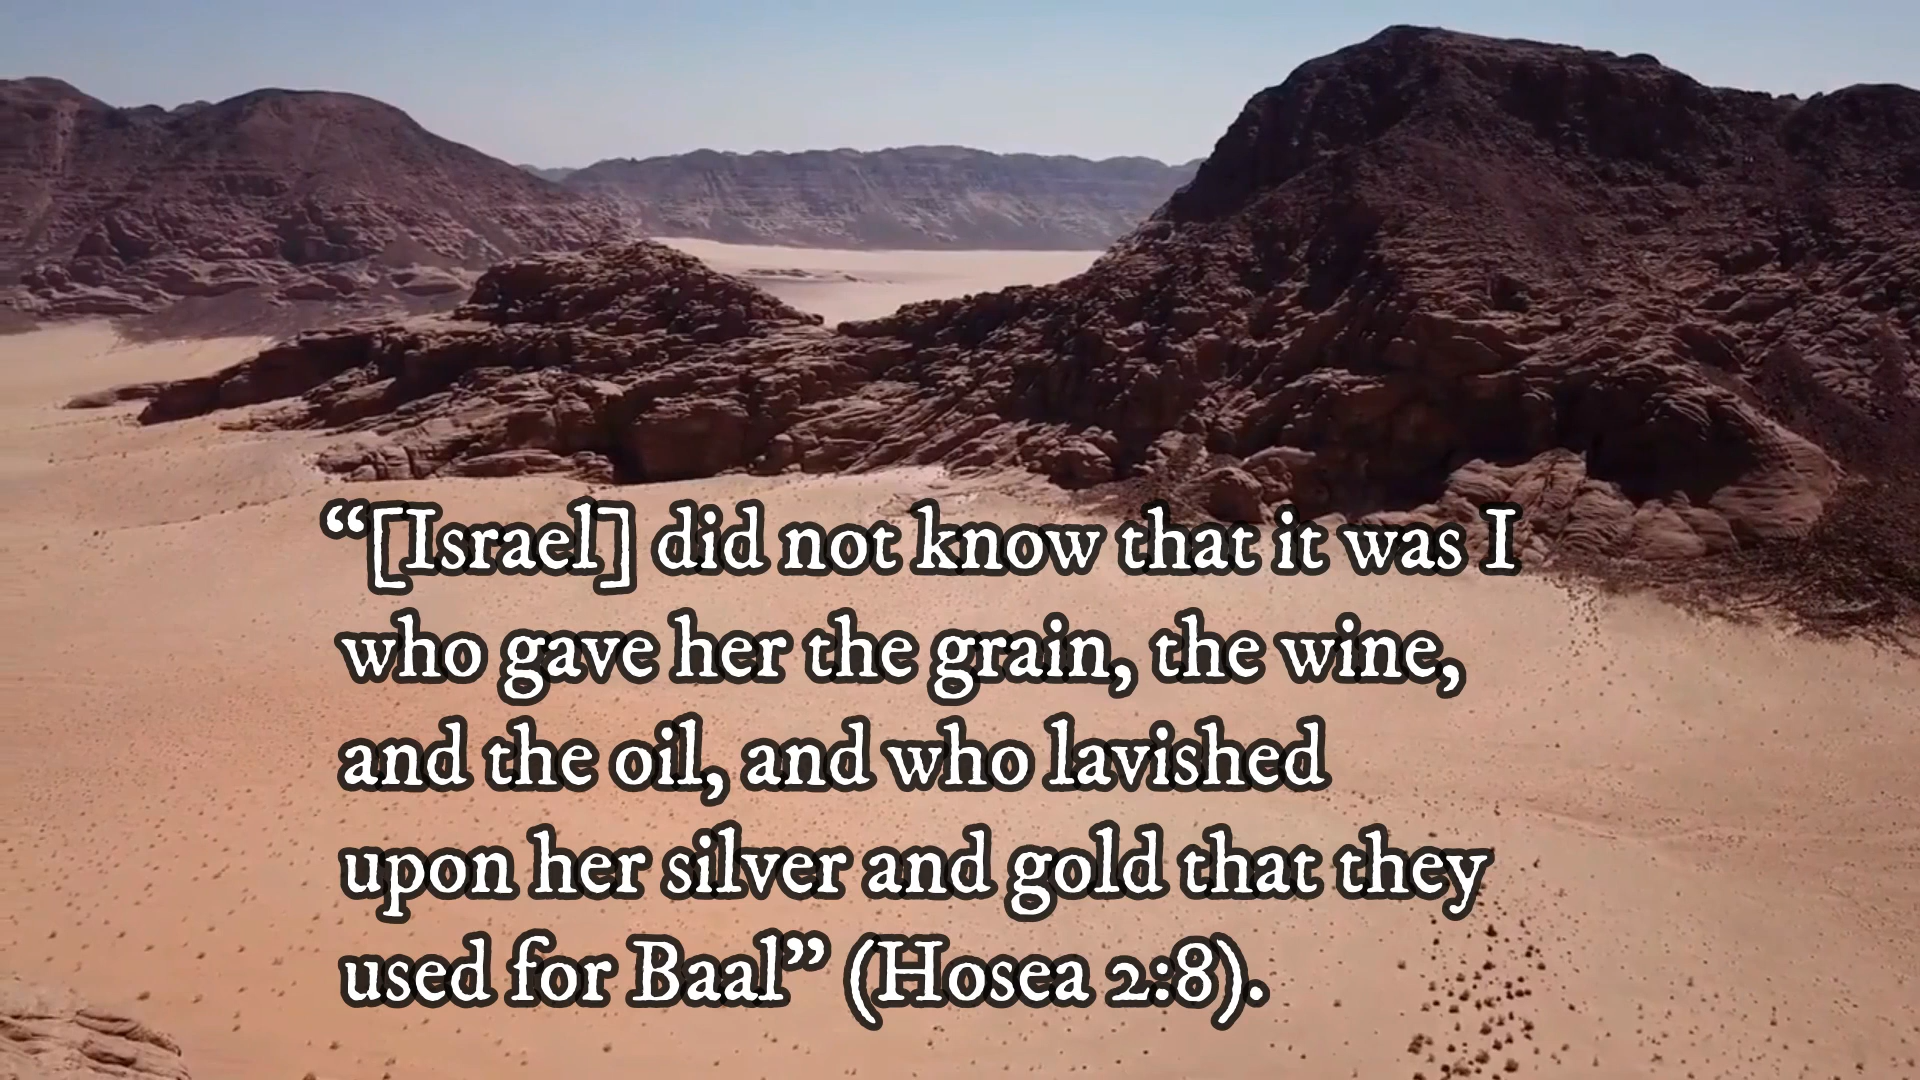 “[Israel] did not know that it was I
who gave her the grain, the wine,
and the oil, and who lavished
upon her silver and gold that they
used for Baal” (Hosea 2:8).